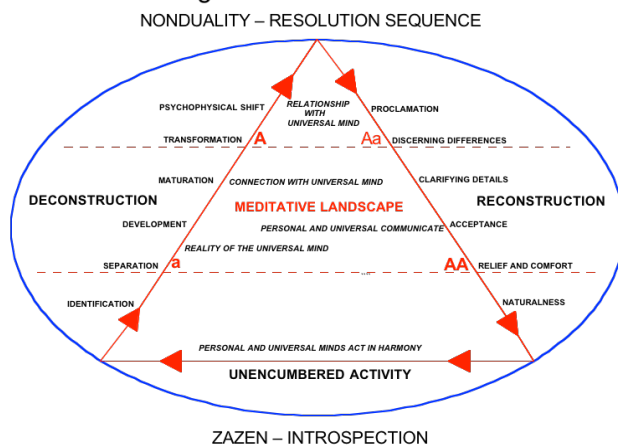 NONDUALITY – RESOLUTION SEQUENCE
PSYCHOPHYSICAL SHIFT
RELATIONSHIP
WITH
UNIVERSAL MIND
PROCLAMATION
TRANSFORMATION
A
Aa
DISCERNING DIFFERENCES
MATURATION
CONNECTION WITH UNIVERSAL MIND
CLARIFYING DETAILS
DECONSTRUCTION
MEDITATIVE LANDSCAPE
RECONSTRUCTION
DEVELOPMENT
PERSONAL AND UNIVERSAL COMMUNICATE
ACCEPTANCE
REALITY OF THE UNIVERSAL MIND
SEPARATION
a
AA
RELIEF AND COMFORT
IDENTIFICATION
NATURALNESS
PERSONAL AND UNIVERSAL MINDS ACT IN HARMONY
UNENCUMBERED ACTIVITY
ZAZEN – INTROSPECTION